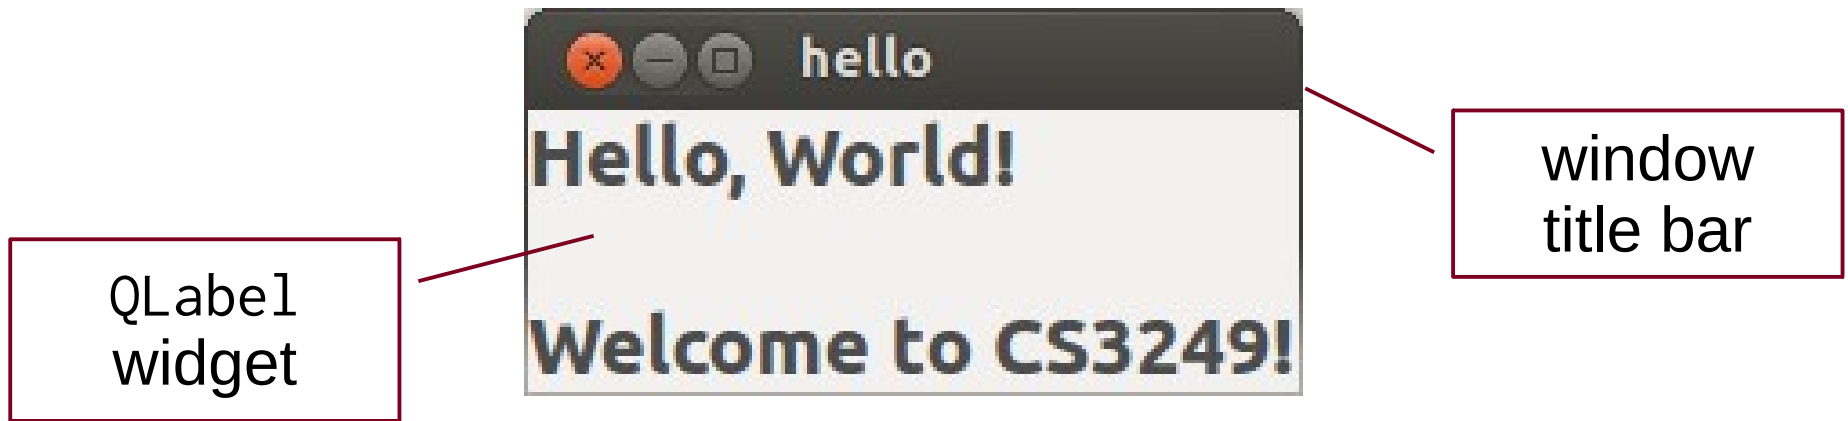 hello
Hello, World!
Welcome to CS3249!
window
title bar
QLabel
widget